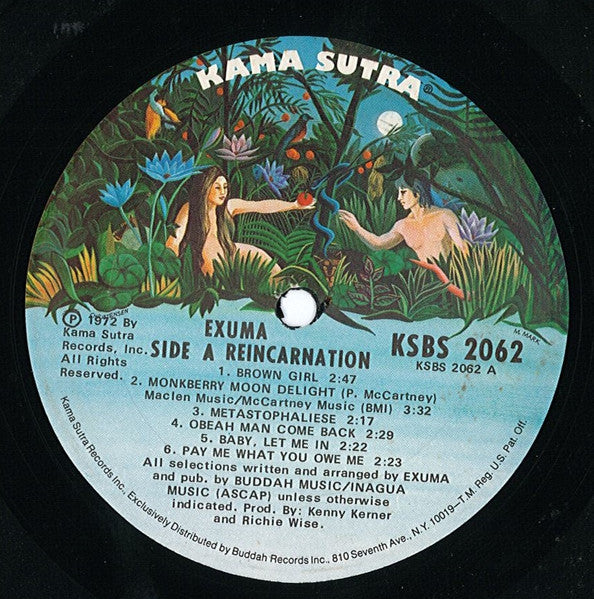 KAMA SUTRA®
M. MARK
EXUMA
SIDE A REINCARNATION
KSBS 2062
KSBS 2062 A
Ⓟ 1972 By
Kama Sutra
Records, Inc.
All Rights
Reserved.
1. BROWN GIRL 2:47
2. MONKBERRY MOON DELIGHT (P. McCartney)
Maclen Music/McCartney Music (BMI) 3:32
3. METASTOPHALIESE 2:17
4. OBEAH MAN COME BACK 2:29
5. BABY, LET ME IN 2:22
6. PAY ME WHAT YOU OWE ME 2:23
All selections written and arranged by EXUMA
and pub. by BUDDAH MUSIC/INAGUA
MUSIC (ASCAP) unless otherwise
indicated. Prod. By: Kenny Kerner
and Richie Wise.
Kama Sutra Records Inc., Exclusively Distributed by Buddah Records Inc., 810 Seventh Ave., N.Y. 10019–T.M. Reg. U.S. Pat. Off.